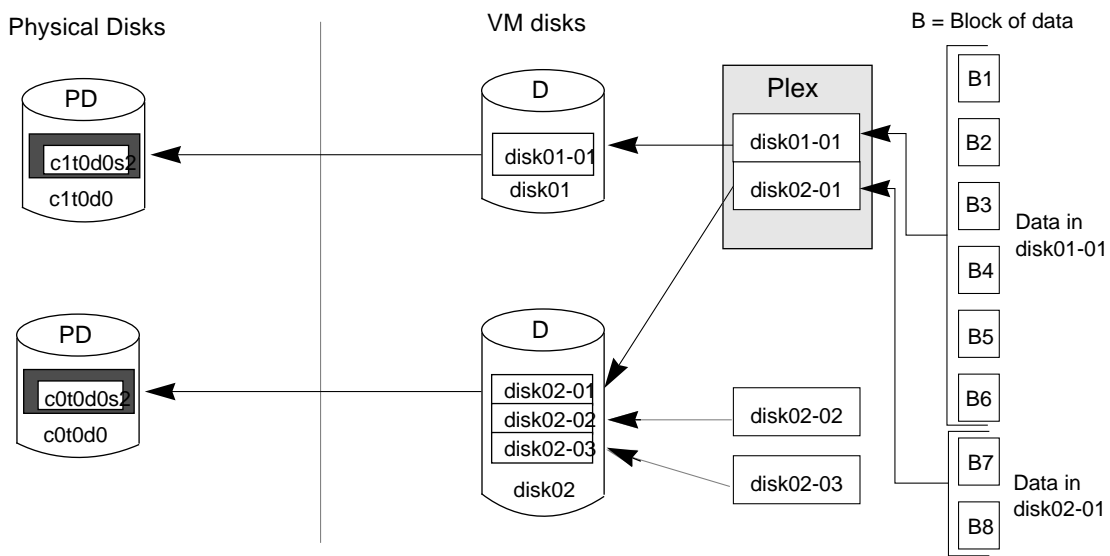 Physical Disks
VM disks
B = Block of data
PD
c1t0d0s2
c1t0d0
D
disk01-01
disk01
Plex
disk01-01
disk02-01
B1
B2
B3
B4
B5
B6
Data in
disk01-01
PD
c0t0d0s2
c0t0d0
D
disk02-01
disk02-02
disk02-03
disk02
disk02-02
disk02-03
B7
B8
Data in
disk02-01